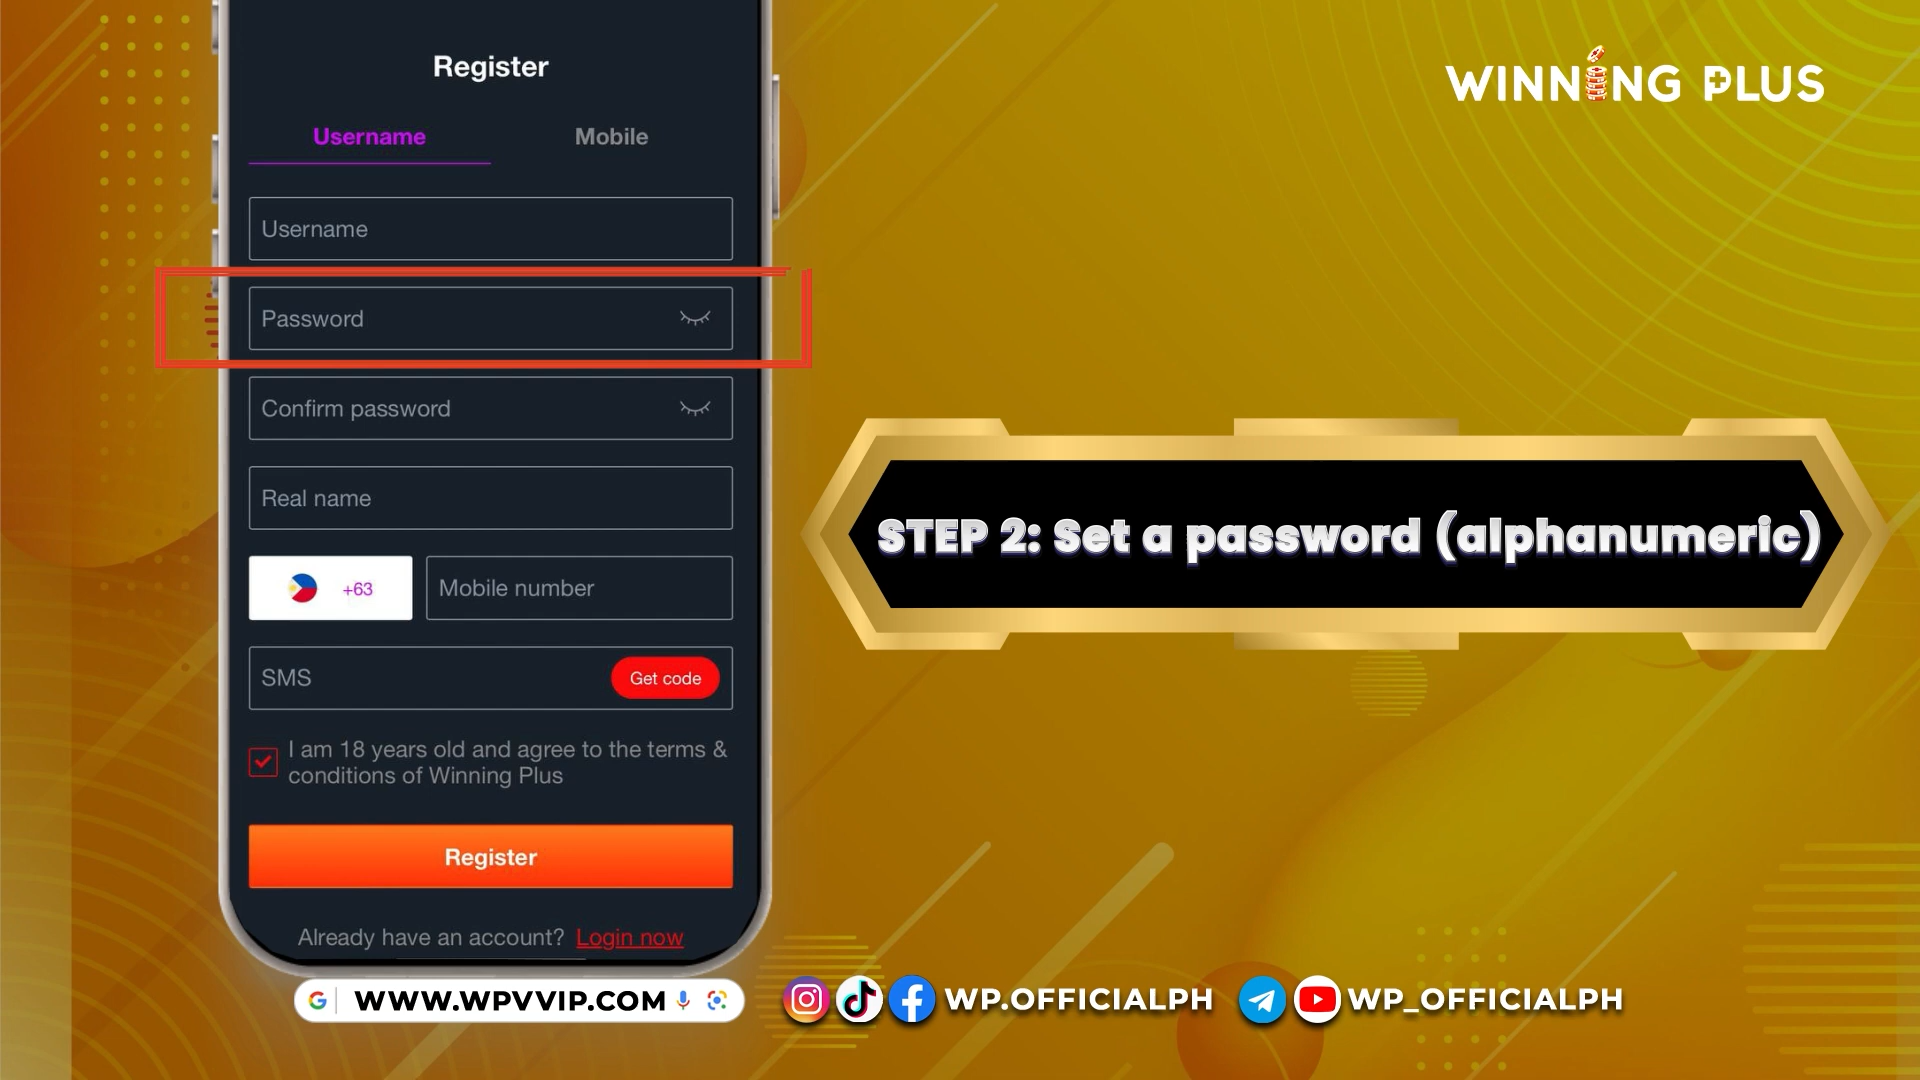 Register
Username
Mobile
Username
Password
Confirm password
Real name
+63
Mobile number
SMS
Get code
I am 18 years old and agree to the terms &
conditions of Winning Plus
Register
Already have an account? Login now
WINNING PLUS
STEP 2: Set a password (alphanumeric)
WWW.WPVVIP.COM
WP.OFFICIALPH
WP_OFFICIALPH